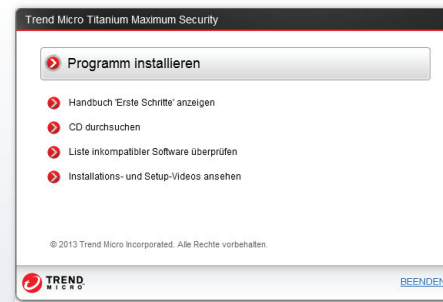 Trend Micro Titanium Maximum Security
Programm installieren
Handbuch 'Erste Schritte' anzeigen
CD durchsuchen
Liste inkompatibler Software überprüfen
Installations- und Setup-Videos ansehen
© 2013 Trend Micro Incorporated. Alle Rechte vorbehalten.
TREND
MICRO
BEENDEN